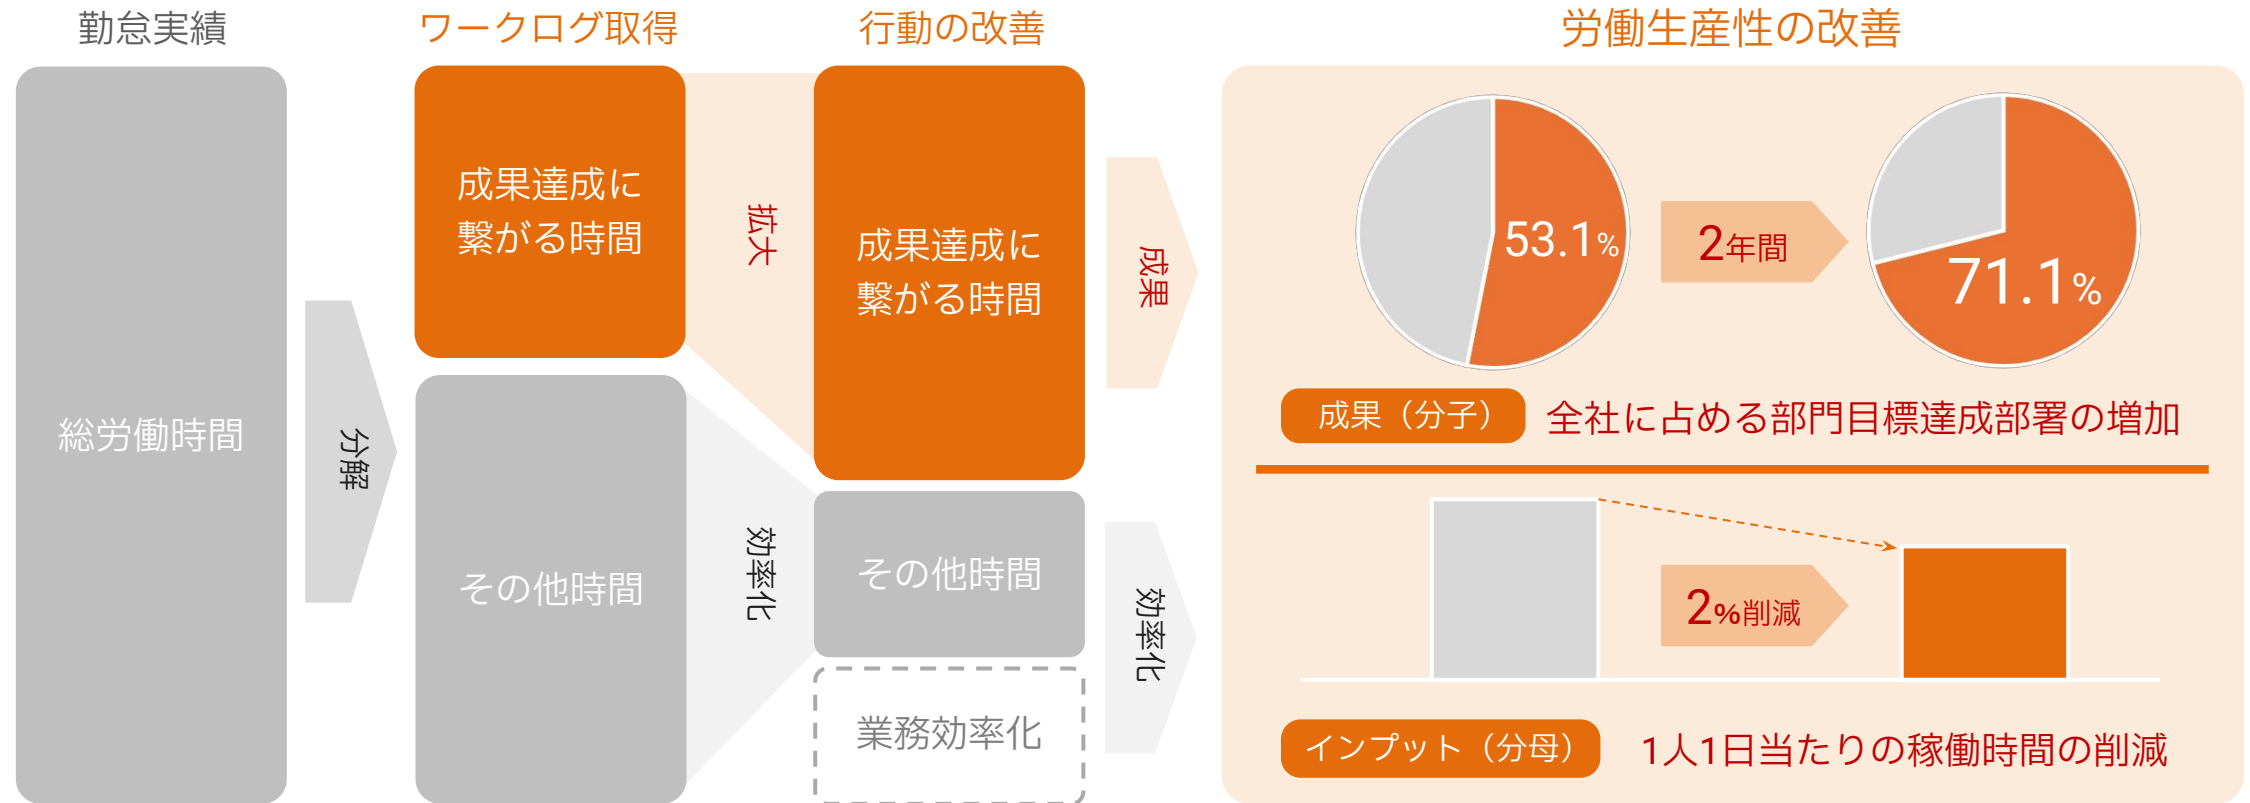 勤怠実績
ワークログ取得
行動の改善
労働生産性の改善
総労働時間
分解
成果達成に
繋がる時間
その他時間
拡大
効率化
成果達成に
繋がる時間
その他時間
業務効率化
成果
効率化
53.1%
2年間
71.1%
成果（分子）
全社に占める部門目標達成部署の増加
2%削減
インプット（分母）
1人1日当たりの稼働時間の削減